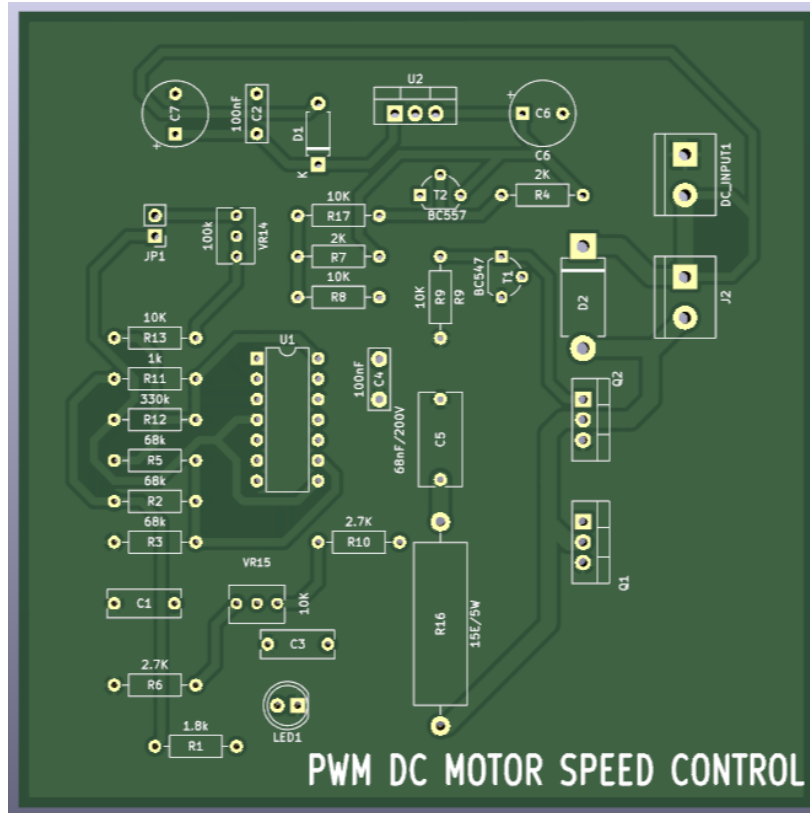 U2
C7
100nF
C2
D1
K
+
+
C6
C6
DC_INPUT1
T2
BC557
2K
R4
10K
R17
JP1
100k
VR14
2K
R7
10K
R8
BC547
T1
10K
R9
R9
D2
J2
10K
R13
1k
R11
330k
R12
68k
R5
68k
R2
68k
R3
U1
100nF
C4
68nF/200V
C5
Q2
2.7K
R10
VR15
10K
Q1
C1
C3
R16
15E/5W
2.7K
R6
LED1
1.8k
R1
PWM DC MOTOR SPEED CONTROL